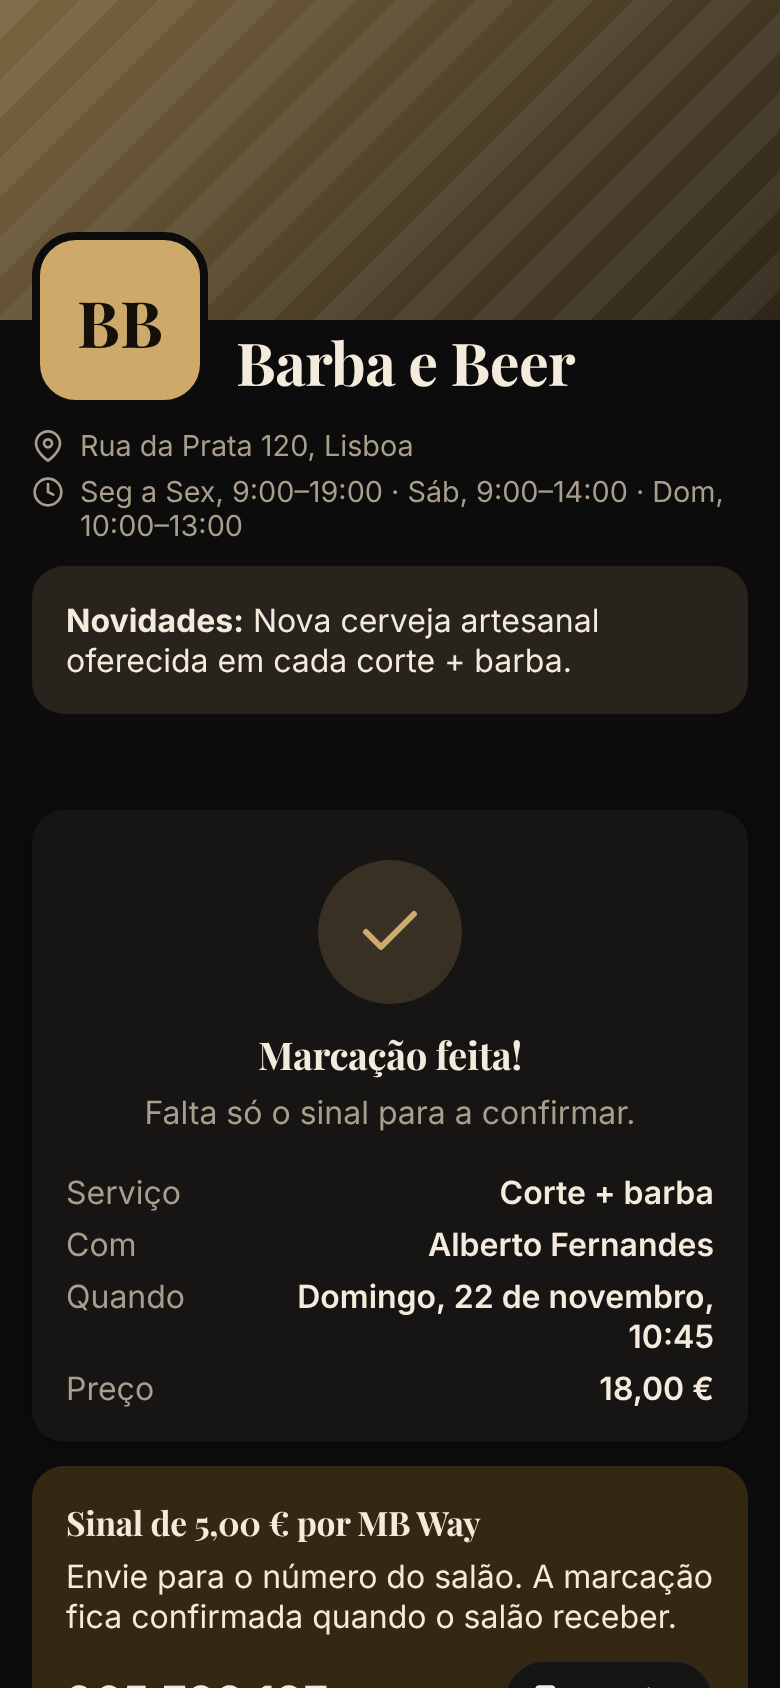 BB
Barba e Beer
Rua da Prata 120, Lisboa
Seg a Sex, 9:00–19:00 · Sáb, 9:00–14:00 · Dom,
10:00–13:00
Novidades: Nova cerveja artesanal
oferecida em cada corte + barba.
Marcação feita!
Falta só o sinal para a confirmar.
Serviço Corte + barba
Com Alberto Fernandes
Quando Domingo, 22 de novembro,
10:45
Preço 18,00 €
Sinal de 5,00 € por MB Way
Envie para o número do salão. A marcação
fica confirmada quando o salão receber.